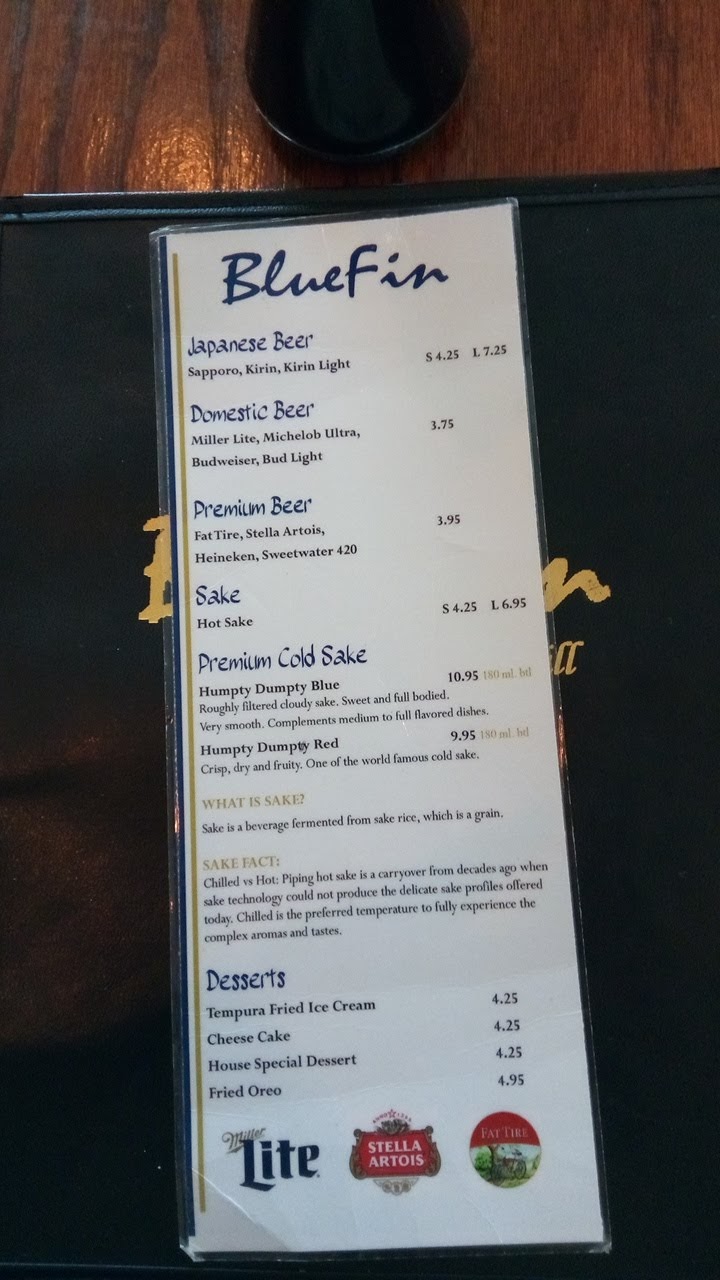 BlueFin
Japanese Beer
Sapporo, Kirin, Kirin Light S 4.25 L 7.25
Domestic Beer
Miller Lite, Michelob Ultra, 3.75
Budweiser, Bud Light
Premium Beer
Fat Tire, Stella Artois, 3.95
Heineken, Sweetwater 420
Sake
Hot Sake S 4.25 L 6.95
Premium Cold Sake
Humpty Dumpty Blue 10.95 180 ml. btl
Roughly filtered cloudy sake. Sweet and full bodied.
Very smooth. Complements medium to full flavored dishes.
Humpty Dumpty Red 9.95 180 ml. btl
Crisp, dry and fruity. One of the world famous cold sake.
WHAT IS SAKE?
Sake is a beverage fermented from sake rice, which is a grain.
SAKE FACT:
Chilled vs Hot: Piping hot sake is a carryover from decades ago when
sake technology could not produce the delicate sake profiles offered
today. Chilled is the preferred temperature to fully experience the
complex aromas and tastes.
Desserts
Tempura Fried Ice Cream 4.25
Cheese Cake 4.25
House Special Dessert 4.25
Fried Oreo 4.95
Miller
Lite
STELLA
ARTOIS
FAT TIRE